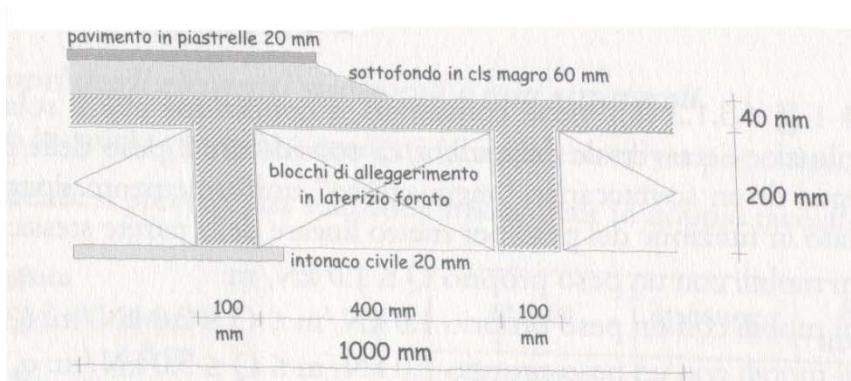 pavimento in piastrelle 20 mm
sottofondo in cls magro 60 mm
40 mm
blocchi di alleggerimento
in laterizio forato
200 mm
intonaco civile 20 mm
100
mm
400 mm
100
mm
1000 mm